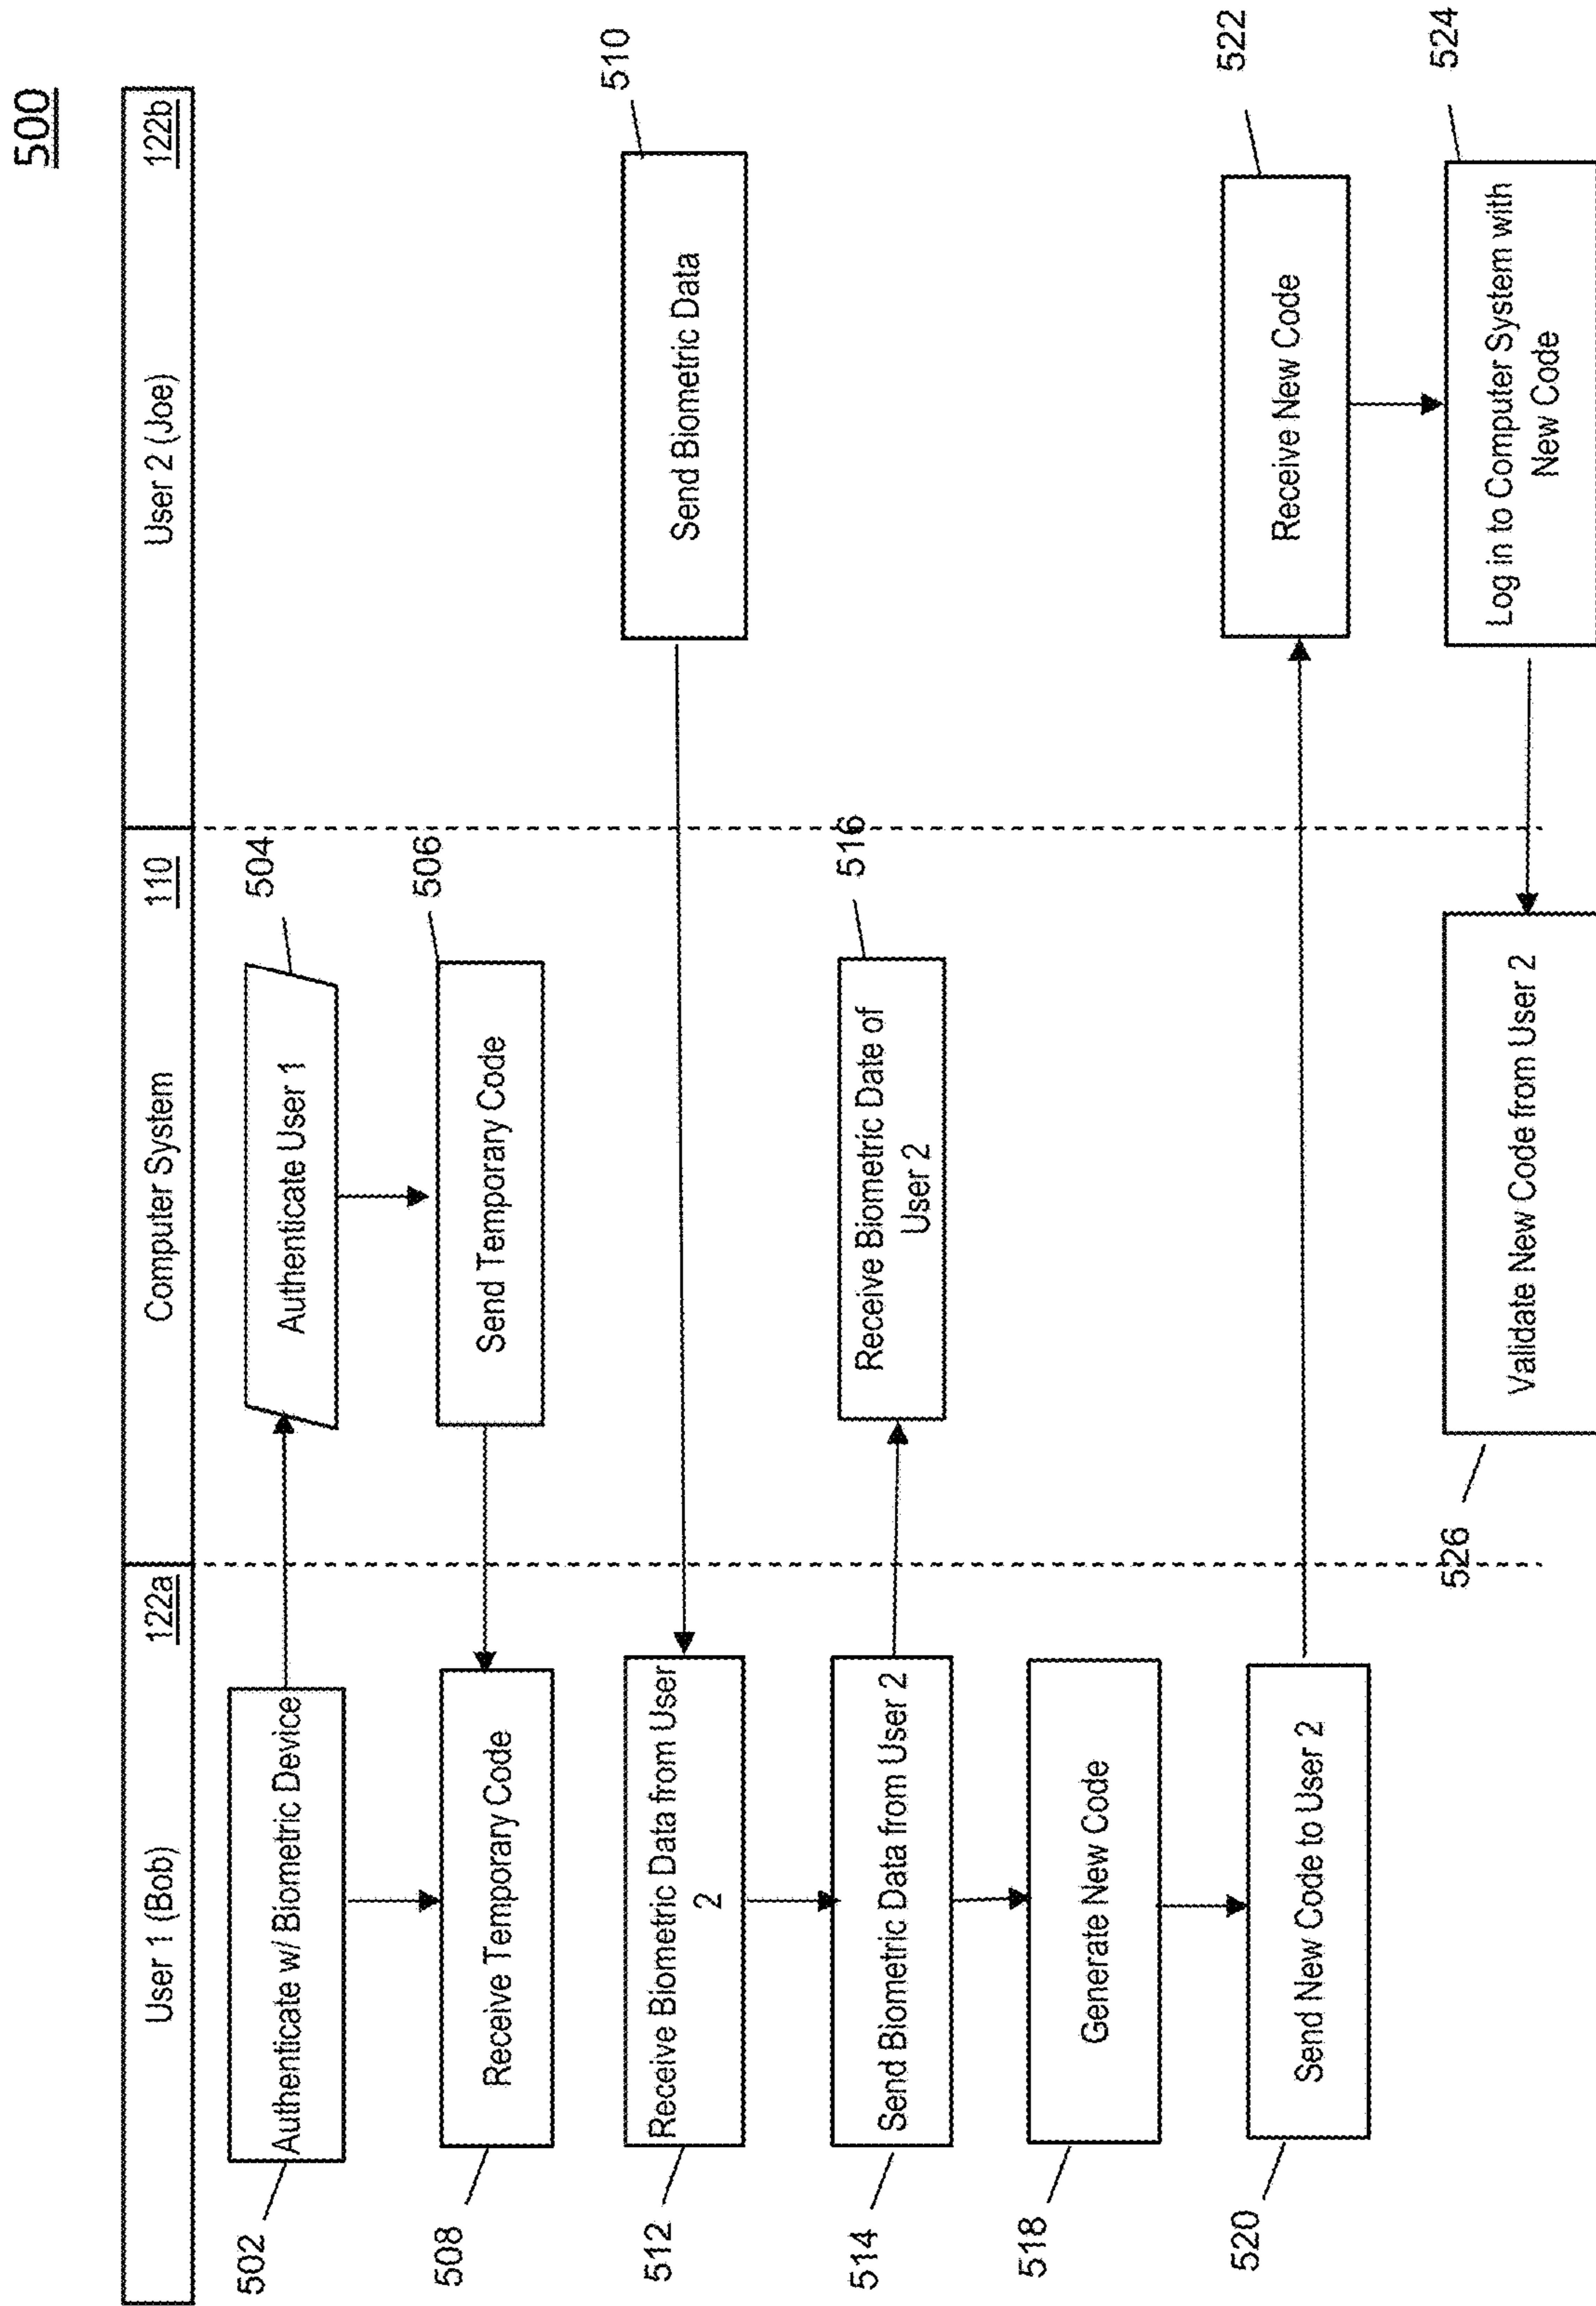 500
User 1 (Bob)
122a
Computer System
110
User 2 (Joe)
122b
502
Authenticate w/ Biometric Device
Authenticate User 1
504
508
Receive Temporary Code
Send Temporary Code
506
512
Receive Biometric Data from User
2
Send Biometric Data
510
514
Send Biometric Data from User 2
Receive Biometric Date of
User 2
516
518
Generate New Code
520
Send New Code to User 2
Receive New Code
522
526
Validate New Code from User 2
Log in to Computer System with
New Code
524